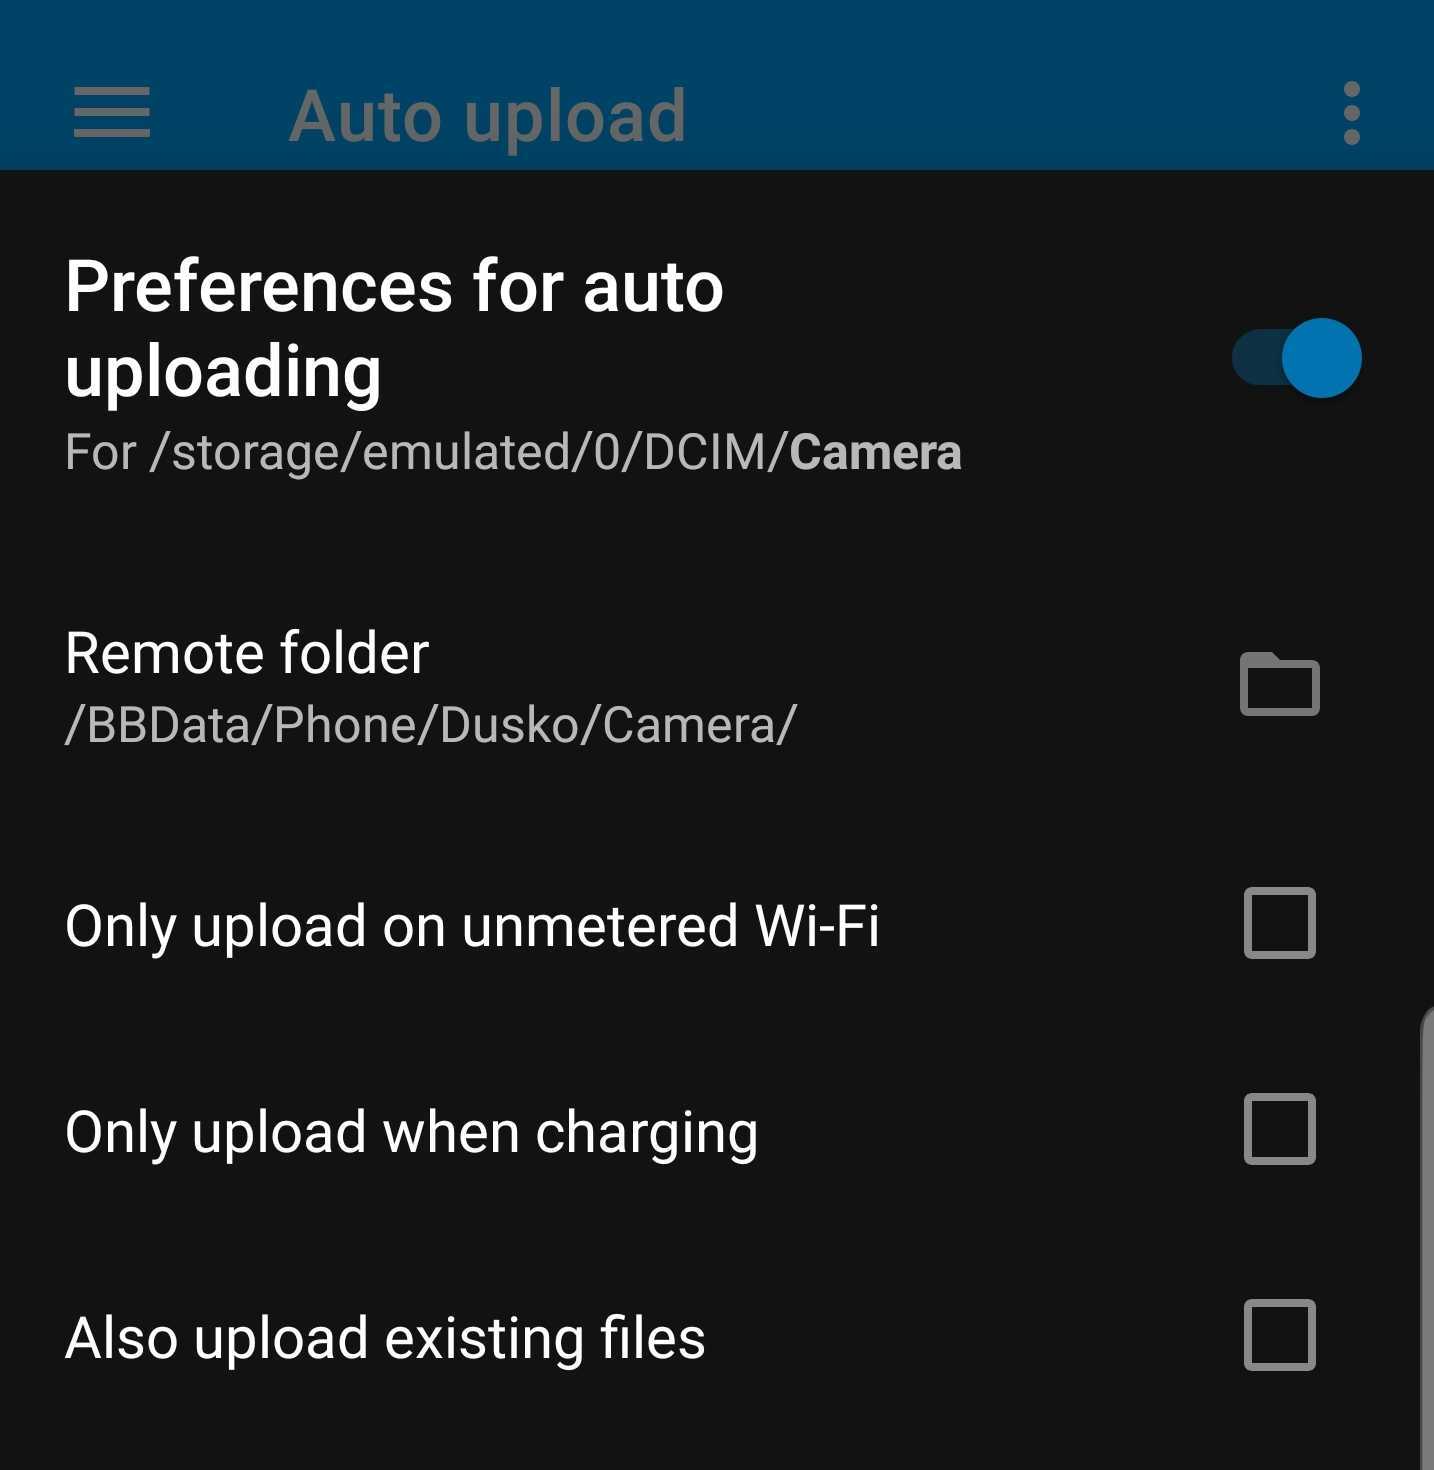 Auto upload
Preferences for auto
uploading
For /storage/emulated/0/DCIM/Camera
Remote folder
/BBData/Phone/Dusko/Camera/
Only upload on unmetered Wi-Fi
Only upload when charging
Also upload existing files